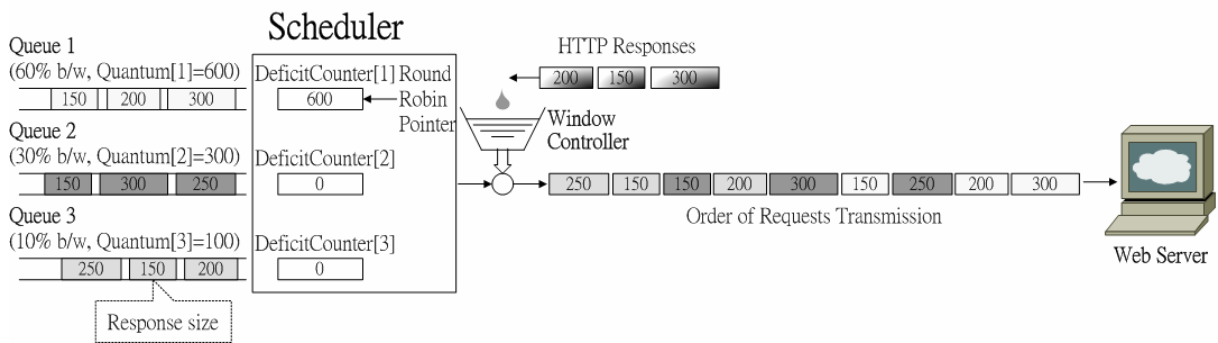 Scheduler
Queue 1
(60% b/w, Quantum[1]=600)
150 200 300
Queue 2
(30% b/w, Quantum[2]=300)
150 300 250
Queue 3
(10% b/w, Quantum[3]=100)
250 150 200
Response size
DeficitCounter[1]
600
Round
Robin
Pointer
DeficitCounter[2]
0
DeficitCounter[3]
0
HTTP Responses
200 150 300
Window
Controller
250 150 150 200 300 150 250 200 300
Order of Requests Transmission
Web Server